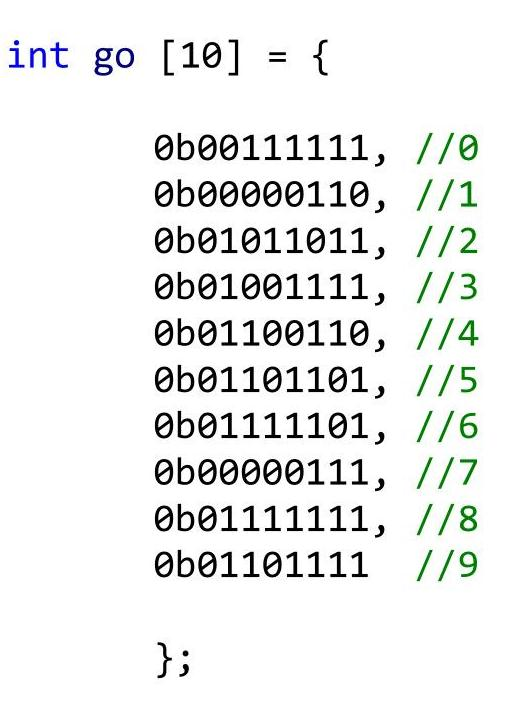 int go [10] = {
0b00111111, //0
0b00000110, //1
0b01011011, //2
0b01001111, //3
0b01100110, //4
0b01101101, //5
0b01111101, //6
0b00000111, //7
0b01111111, //8
0b01101111 //9
};